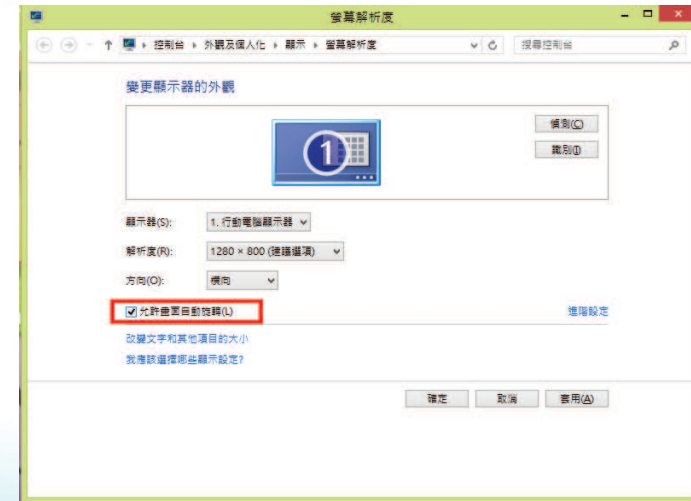 螢幕解析度
控制台 ▸ 外觀及個人化 ▸ 顯示 ▸ 螢幕解析度
搜尋控制台
變更顯示器的外觀
1
偵測(C)
識別(I)
顯示器(S): 1. 行動電腦顯示器
解析度(R): 1280 × 800 (建議選項)
方向(O): 橫向
允許畫面自動旋轉(L)
進階設定
改變文字和其他項目的大小
我應該選擇哪些顯示設定?
確定 取消 套用(A)